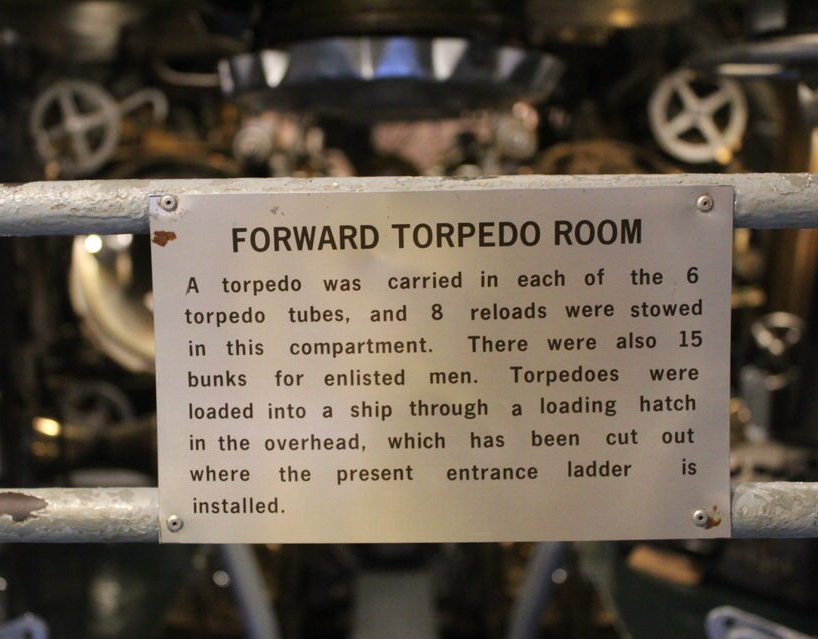 FORWARD TORPEDO ROOM
A torpedo was carried in each of the 6
torpedo tubes, and 8 reloads were stowed
in this compartment. There were also 15
bunks for enlisted men. Torpedoes were
loaded into a ship through a loading hatch
in the overhead, which has been cut out
where the present entrance ladder is
installed.